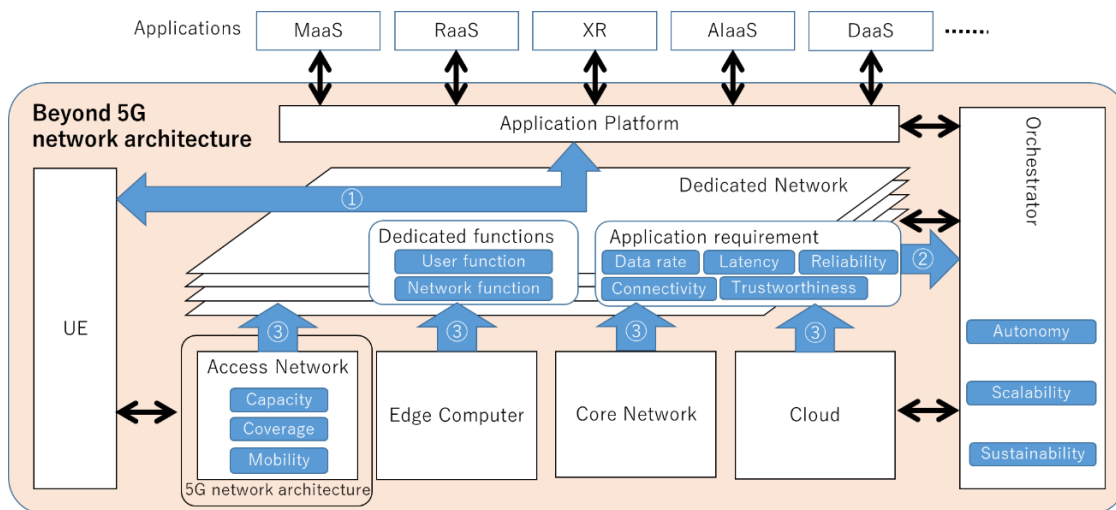 Applications
MaaS
RaaS
XR
AIaaS
DaaS
Beyond 5G
network architecture
Application Platform
Orchestrator
①
Dedicated Network
Dedicated functions
User function
Network function
Application requirement
Data rate
Latency
Reliability
Connectivity
Trustworthiness
②
UE
③
③
③
③
Access Network
Capacity
Coverage
Mobility
5G network architecture
Edge Computer
Core Network
Cloud
Autonomy
Scalability
Sustainability